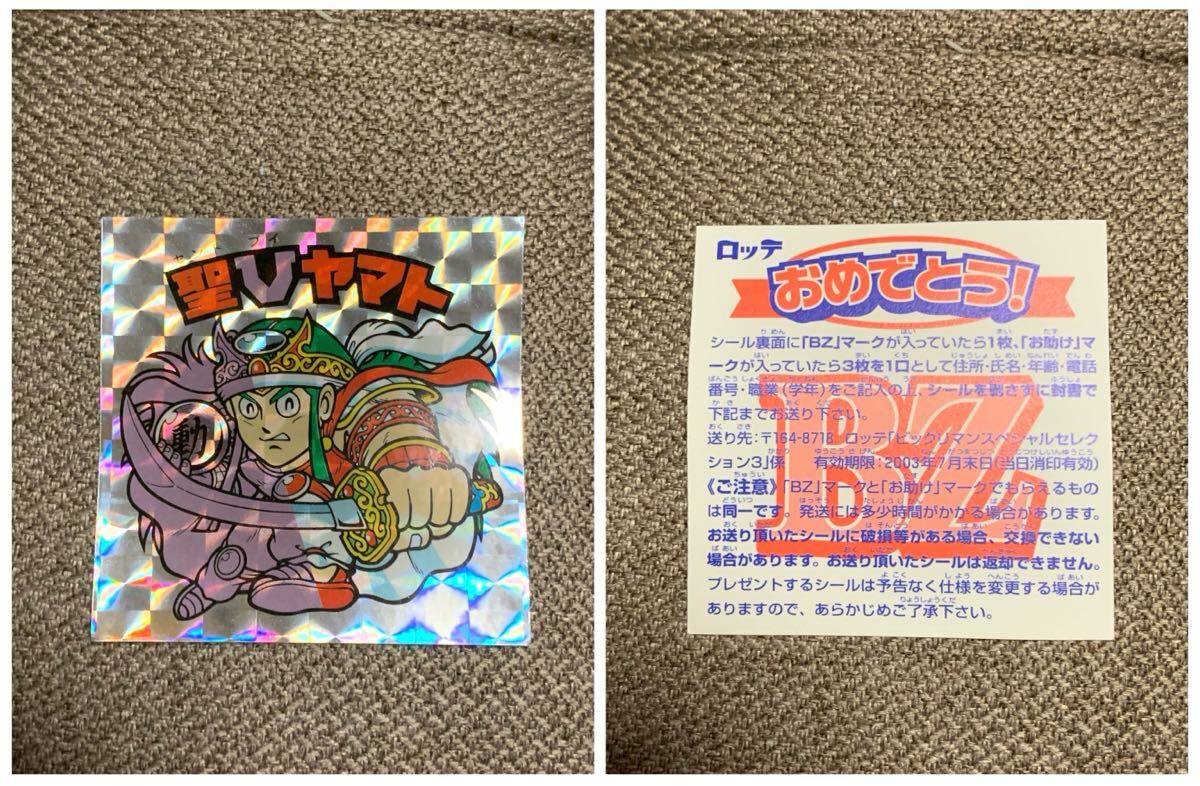 セント ブイ
聖Vヤマト
動
ロッテ
おめでとう!
シール裏面に「BZ」マークが入っていたら1枚、「お助け」マ
ークが入っていたら3枚を1口として住所・氏名・年齢・電話
番号・職業(学年)をご記入の上、シールを剥さずに封書で
下記までお送り下さい。
送り先:〒164-8718 ロッテ「ビックリマンスペシャルセレク
ション3」係 有効期限:2003年7月末日(当日消印有効)
《ご注意》「BZ」マークと「お助け」マークでもらえるもの
は同一です。発送には多少時間がかかる場合があります。
お送り頂いたシールに破損等がある場合、交換できない
場合があります。お送り頂いたシールは返却できません。
プレゼントするシールは予告なく仕様を変更する場合が
ありますので、あらかじめご了承下さい。
BZ